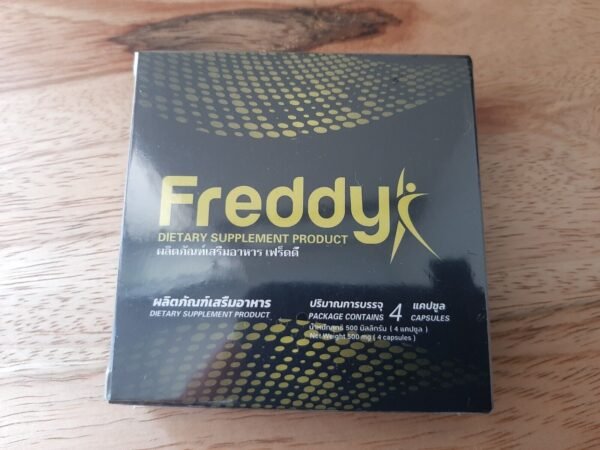 Freddy
DIETARY SUPPLEMENT PRODUCT
ผลิตภัณฑ์เสริมอาหาร เฟร็ดดี
ผลิตภัณฑ์เสริมอาหาร
DIETARY SUPPLEMENT PRODUCT
ปริมาณการบรรจุ 4 แคปซูล
PACKAGE CONTAINS CAPSULES
น้ำหนักสุทธิ 500 มิลลิกรัม ( 4 แคปซูล )
Net Weight 500 mg ( 4 capsules )